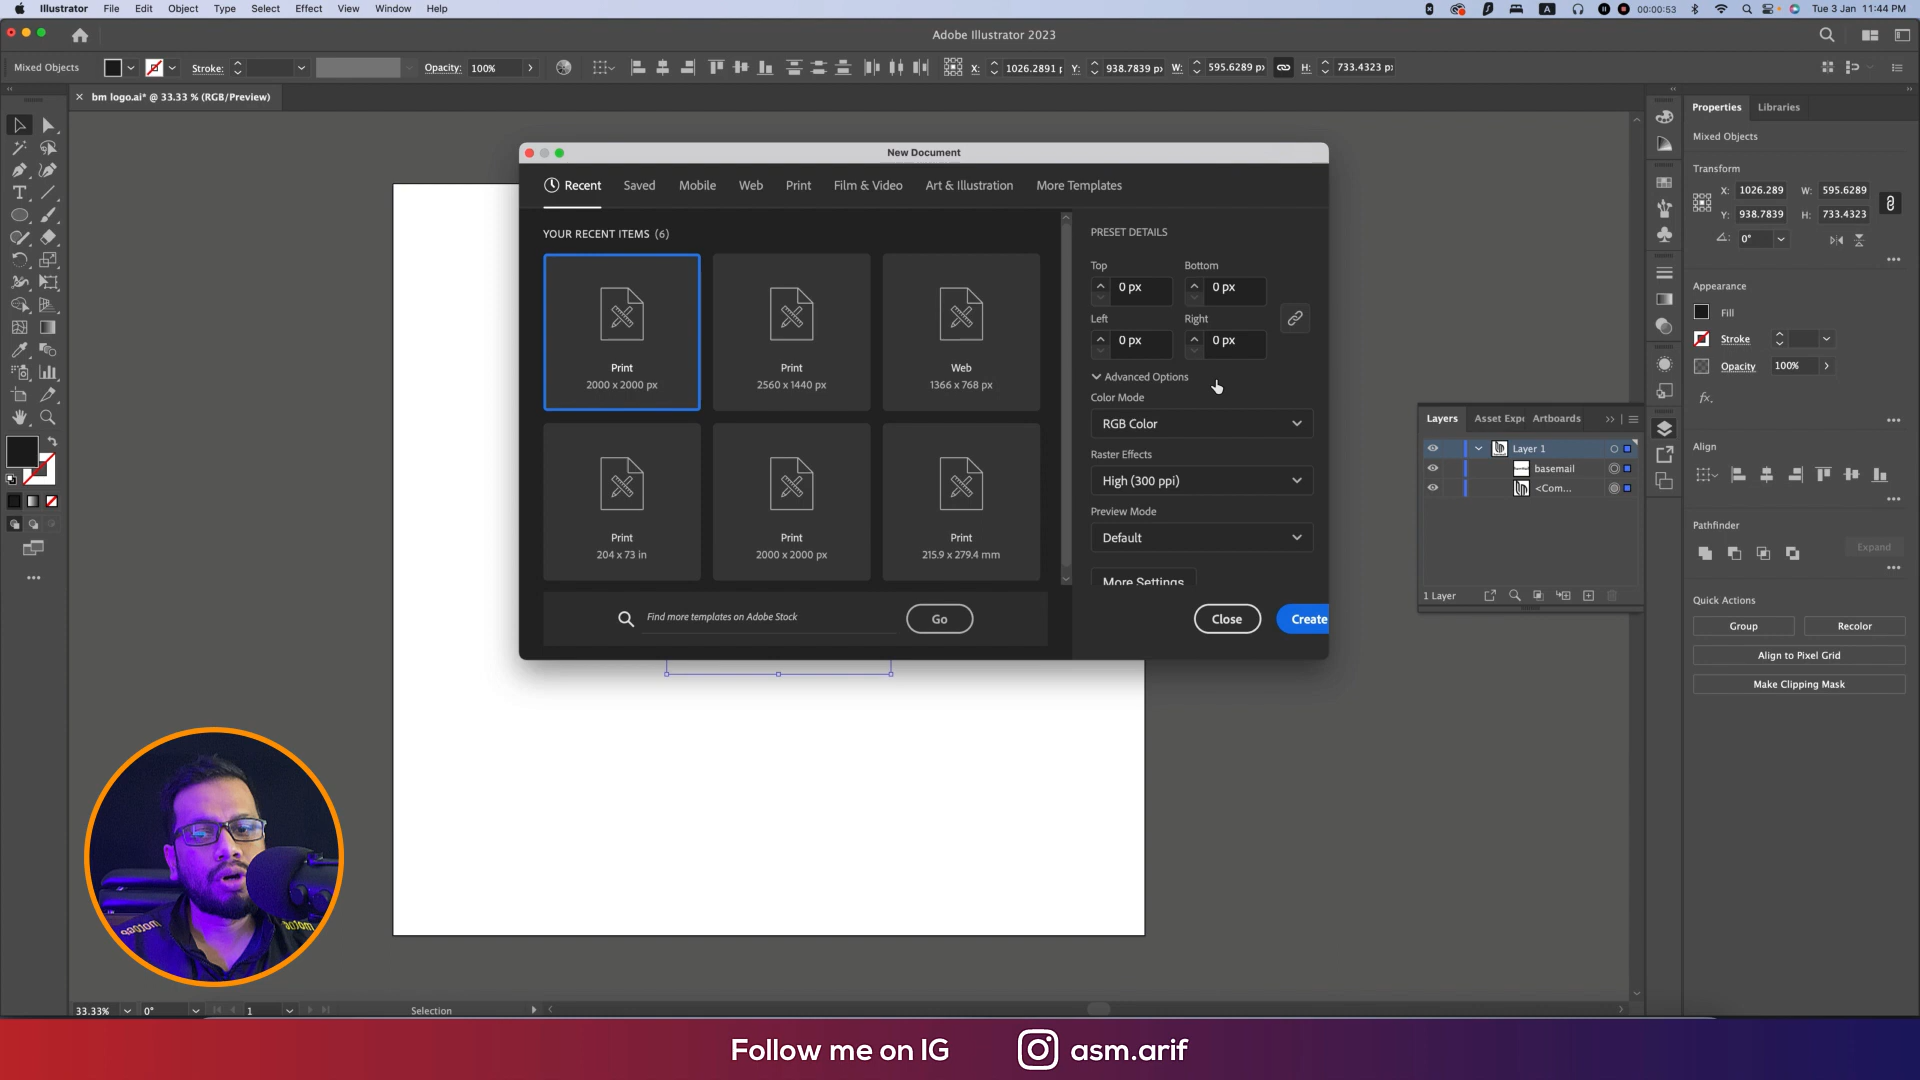 Illustrator File Edit Object Type Select Effect View Window Help
00:00:53
Tue 3 Jan 11:44 PM
Adobe Illustrator 2023
Mixed Objects
Stroke:
Opacity: 100%
X: 1026.2891 p
Y: 938.7839 p
W: 595.6289 p
H: 733.4323 p
× bm logo.ai* @ 33.33 % (RGB/Preview)
New Document
Recent Saved Mobile Web Print Film & Video Art & Illustration More Templates
YOUR RECENT ITEMS (6)
Print
2000 x 2000 px
Print
2560 x 1440 px
Web
1366 x 768 px
Print
204 x 73 in
Print
2000 x 2000 px
Print
215.9 x 279.4 mm
Find more templates on Adobe Stock
Go
PRESET DETAILS
Top Bottom
0 px 0 px
Left Right
0 px 0 px
Advanced Options
Color Mode
RGB Color
Raster Effects
High (300 ppi)
Preview Mode
Default
More Settings
Close
Create
Layers Asset Expo Artboards
Layer 1
basemail
<Com...
1 Layer
Properties Libraries
Mixed Objects
Transform
X: 1026.289 W: 595.6289
Y: 938.7839 H: 733.4323
0°
Appearance
Fill
Stroke
Opacity 100%
fx.
Align
Pathfinder
Expand
Quick Actions
Group Recolor
Align to Pixel Grid
Make Clipping Mask
33.33% 0° 1 Selection
Follow me on IG asm.arif